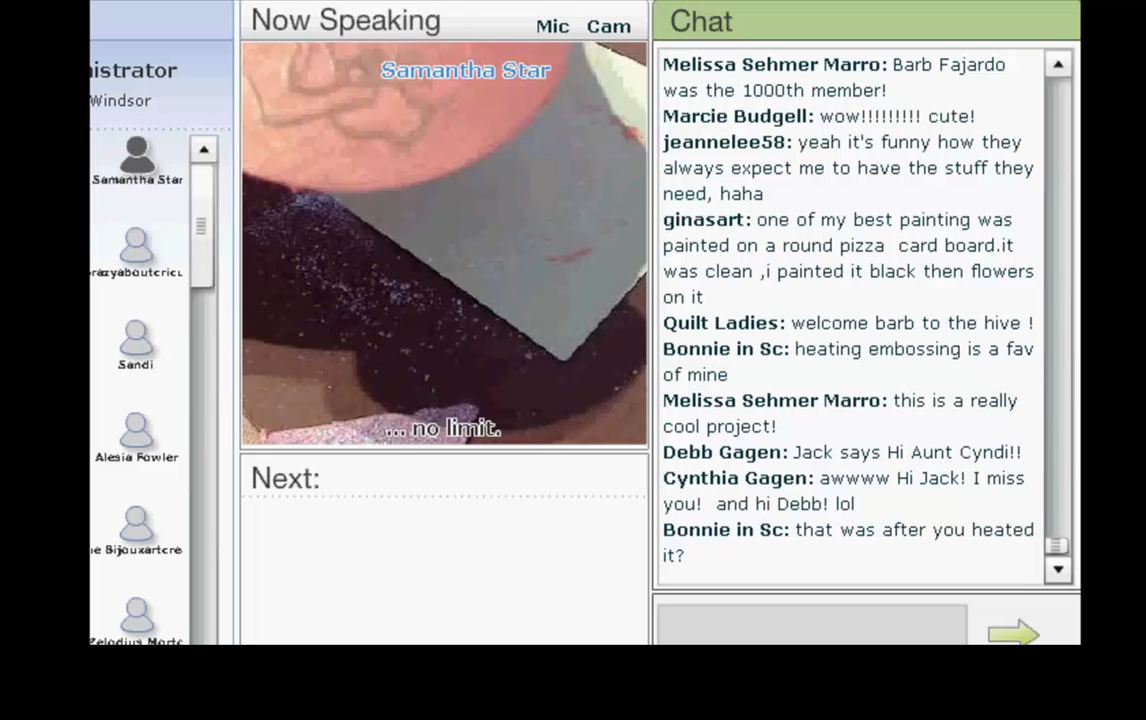 istrator
Windsor
Samantha Star
Sandi
Alesia Fowler
e Bijouxartcre
Now Speaking
Mic Cam
Samantha Star
... no limit.
Next:
Chat
Melissa Sehmer Marro: Barb Fajardo
was the 1000th member!
Marcie Budgell: wow!!!!!!!!! cute!
jeannelee58: yeah it's funny how they
always expect me to have the stuff they
need, haha
ginasart: one of my best painting was
painted on a round pizza card board.it
was clean ,i painted it black then flowers
on it
Quilt Ladies: welcome barb to the hive !
Bonnie in Sc: heating embossing is a fav
of mine
Melissa Sehmer Marro: this is a really
cool project!
Debb Gagen: Jack says Hi Aunt Cyndi!!
Cynthia Gagen: awwww Hi Jack! I miss
you! and hi Debb! lol
Bonnie in Sc: that was after you heated
it?